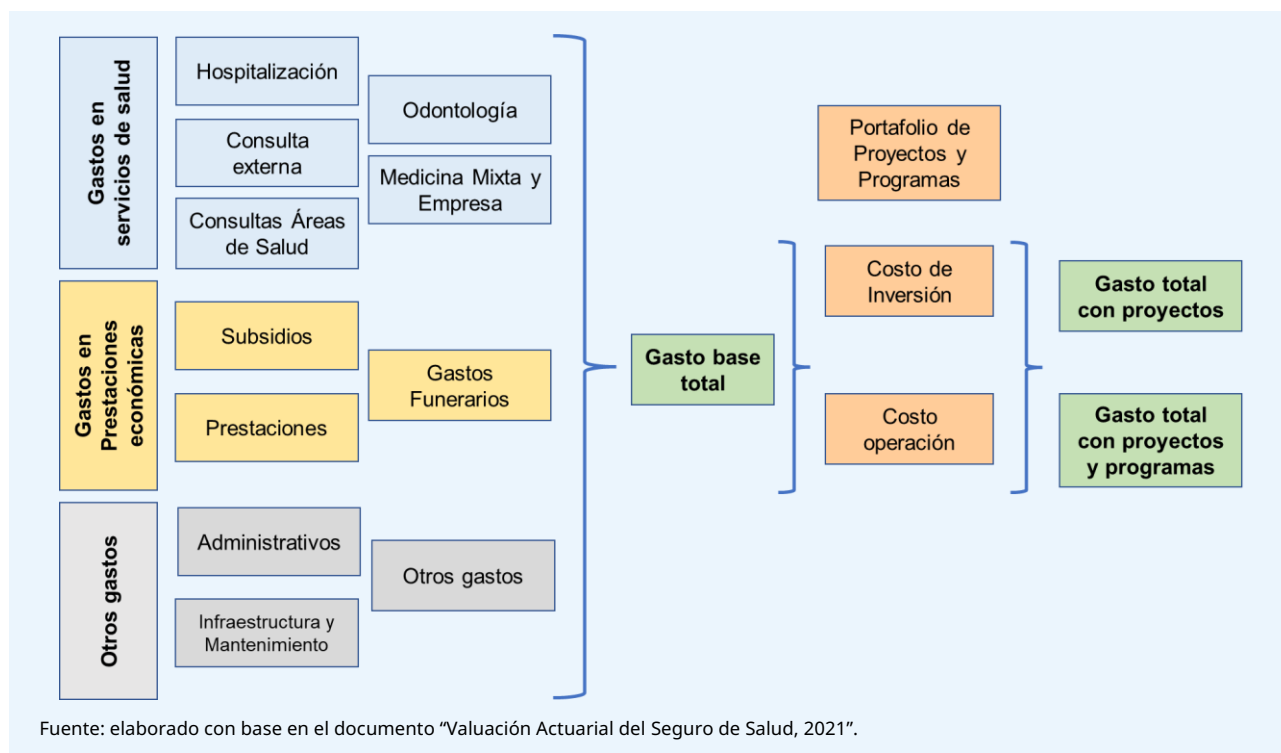 Gastos en
servicios de salud
Hospitalización
Consulta
externa
Consultas Áreas
de Salud
Odontología
Medicina Mixta y
Empresa
Gastos en
Prestaciones
económicas
Subsidios
Prestaciones
Gastos
Funerarios
Otros gastos
Administrativos
Infraestructura y
Mantenimiento
Otros gastos
Gasto base
total
Portafolio de
Proyectos y
Programas
Costo de
Inversión
Costo
operación
Gasto total
con proyectos
Gasto total
con proyectos
y programas
Fuente: elaborado con base en el documento “Valuación Actuarial del Seguro de Salud, 2021”.